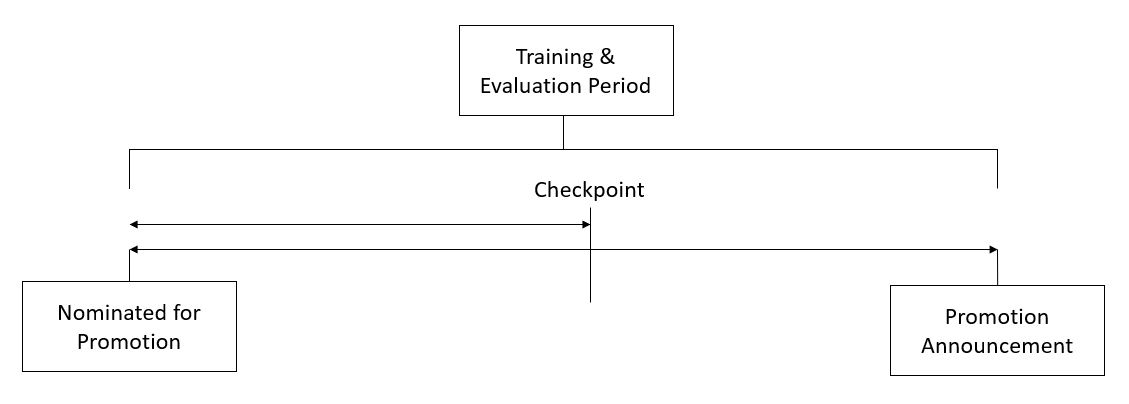 Training &
Evaluation Period
Checkpoint
Nominated for
Promotion
Promotion
Announcement